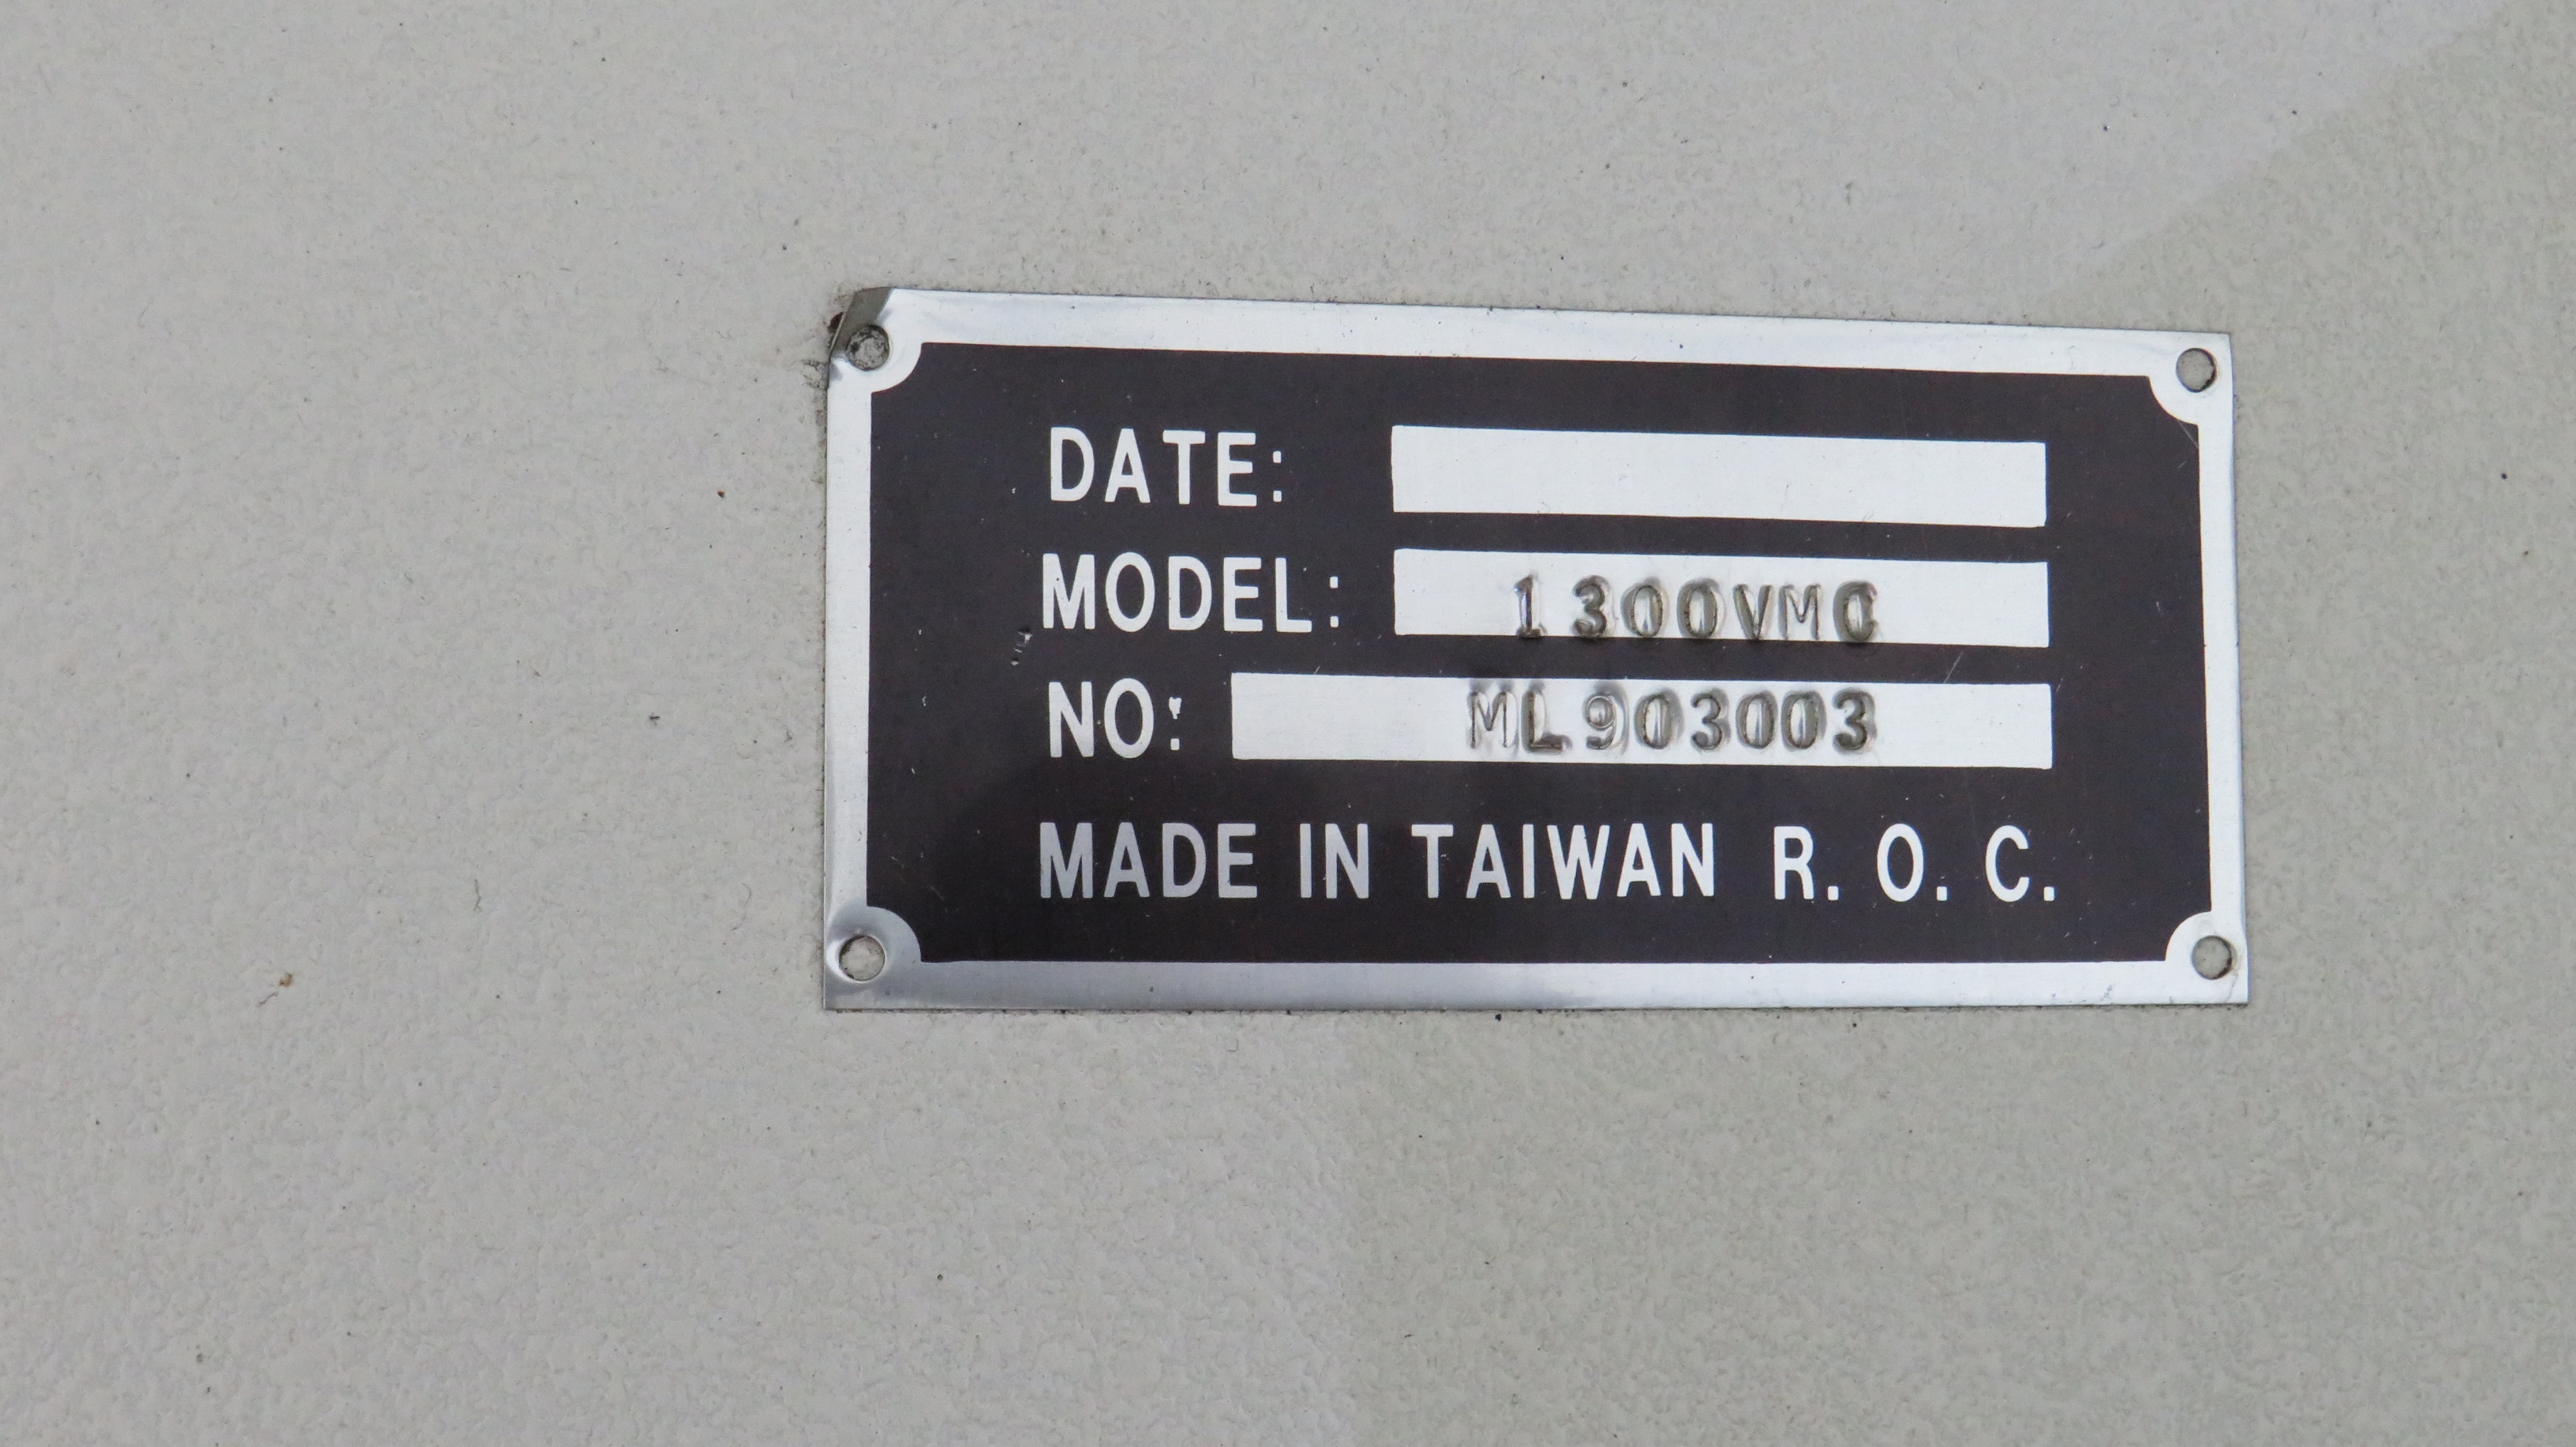 DATE:
MODEL: 1300VMC
NO: ML903003
MADE IN TAIWAN R. O. C.